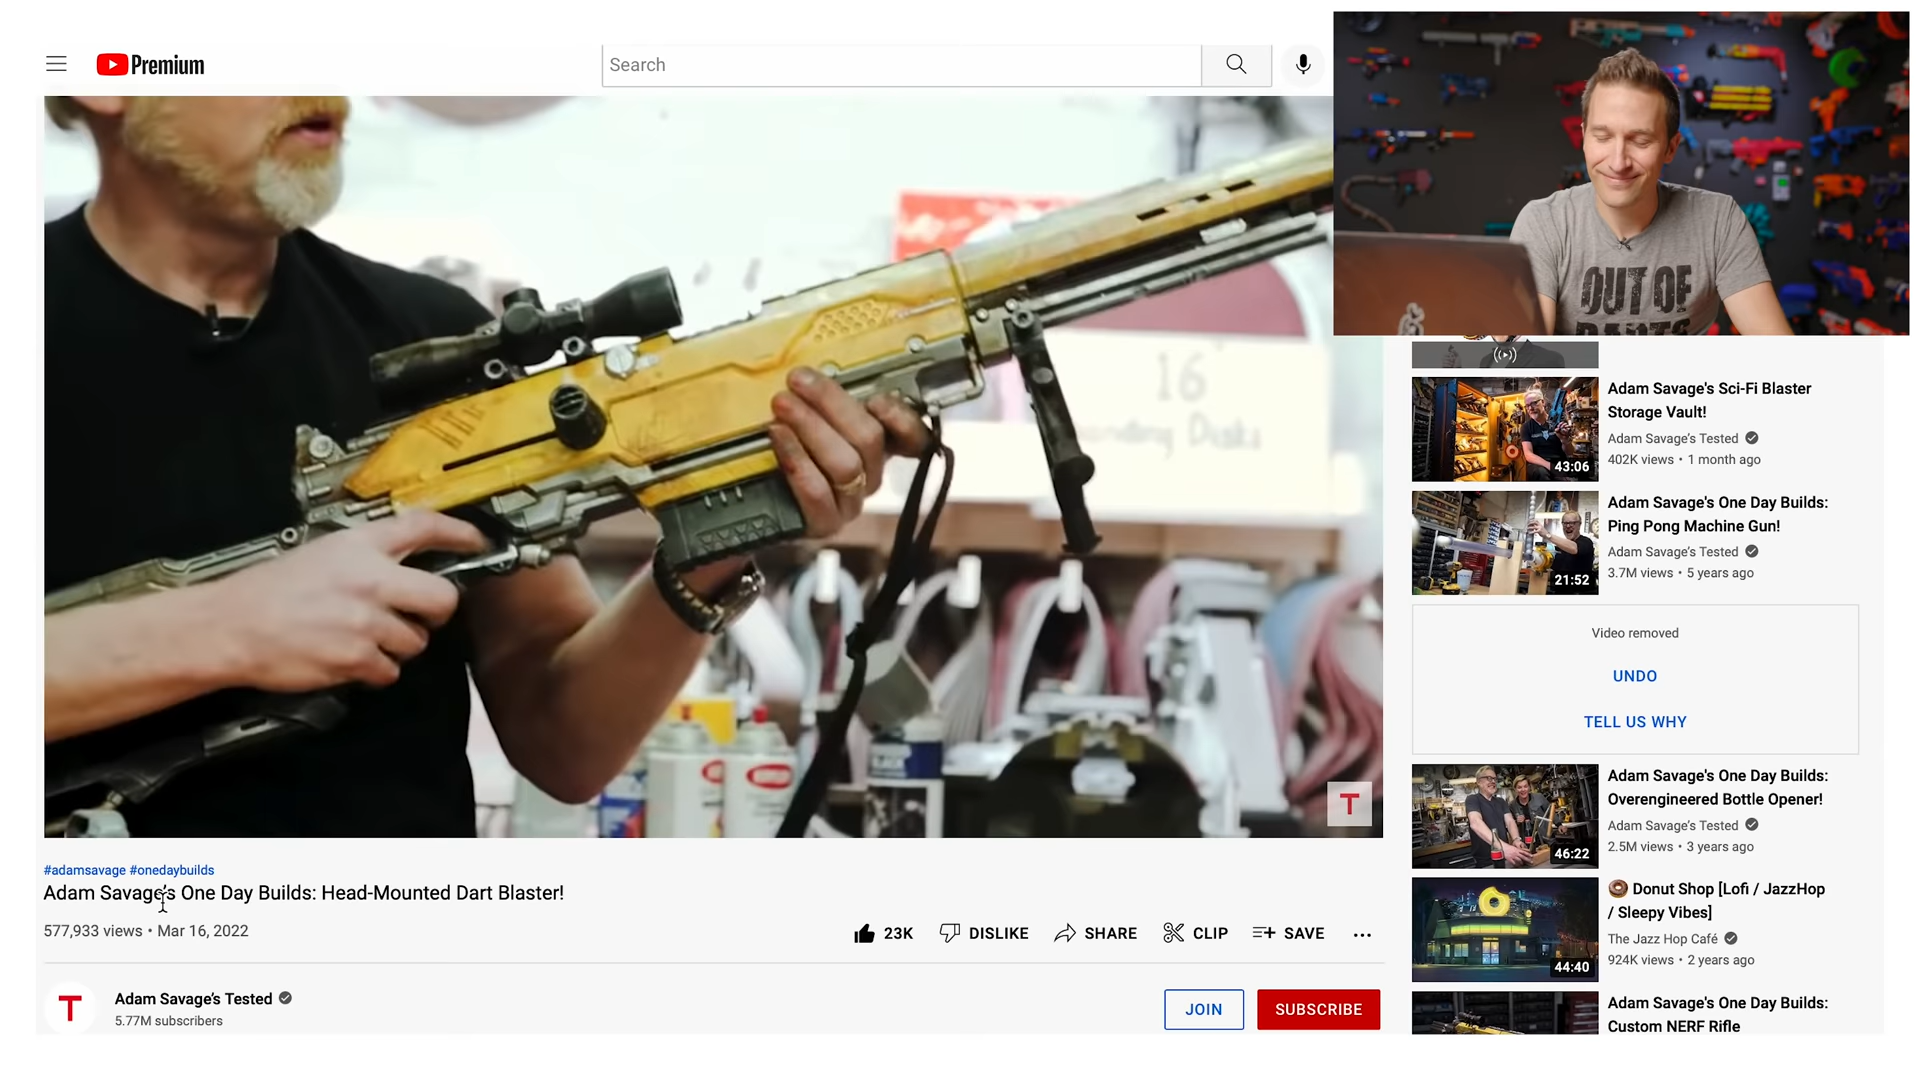 Premium
Search
OUT OF
DARTS
16
T
#adamsavage #onedaybuilds
Adam Savage's One Day Builds: Head-Mounted Dart Blaster!
577,933 views • Mar 16, 2022
23K
DISLIKE
SHARE
CLIP
SAVE
T
Adam Savage's Tested
5.77M subscribers
JOIN
SUBSCRIBE
Adam Savage's Sci-Fi Blaster
Storage Vault!
Adam Savage's Tested
402K views • 1 month ago
43:06
Adam Savage's One Day Builds:
Ping Pong Machine Gun!
Adam Savage's Tested
3.7M views • 5 years ago
21:52
Video removed
UNDO
TELL US WHY
Adam Savage's One Day Builds:
Overengineered Bottle Opener!
Adam Savage's Tested
2.5M views • 3 years ago
46:22
🍩 Donut Shop [Lofi / JazzHop
/ Sleepy Vibes]
The Jazz Hop Café
924K views • 2 years ago
44:40
Adam Savage's One Day Builds:
Custom NERF Rifle